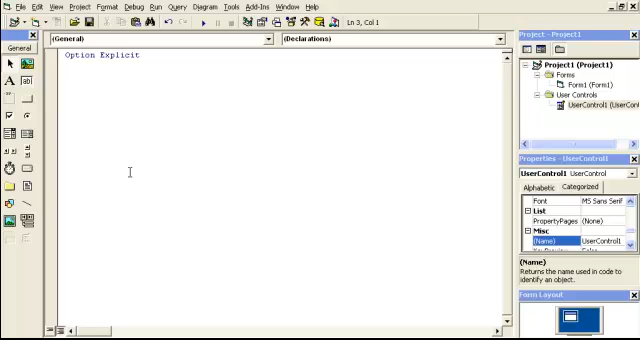 File Edit View Project Format Debug Run Query Diagram Tools Add-Ins Window Help
Ln 3, Col 1
General
(General)
(Declarations)
Option Explicit
Project - Project1
Project1 (Project1)
Forms
Form1 (Form1)
User Controls
UserControl1 (UserCon
Properties - UserControl1
UserControl1 UserControl
Alphabetic Categorized
Font MS Sans Serif
List
PropertyPages (None)
Misc
(Name) UserControl1
(Name)
Returns the name used in code to
identify an object.
Form Layout